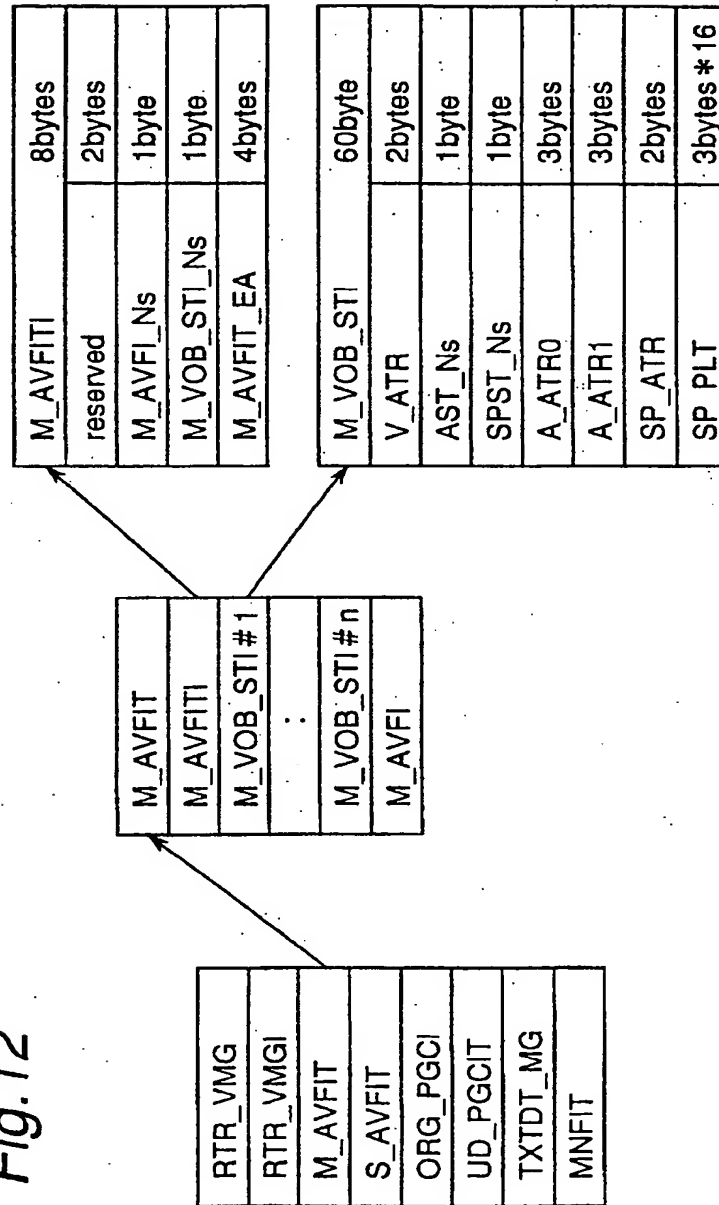 Fig.12
RTR_VMG
RTR_VMGI
M_AVFIT
S_AVFIT
ORG_PGCI
UD_PGCIT
TXTDT_MG
MNFIT
M_AVFIT
M_AVFITI
M_VOB_STI#1
:
M_VOB_STI#n
M_AVFI
M_AVFITI 8bytes
reserved 2bytes
M_AVFI_Ns 1byte
M_VOB_STI_Ns 1byte
M_AVFIT_EA 4bytes
M_VOB_STI 60byte
V_ATR 2bytes
AST_Ns 1byte
SPST_Ns 1byte
A_ATR0 3bytes
A_ATR1 3bytes
SP_ATR 2bytes
SP_PLT 3bytes*16